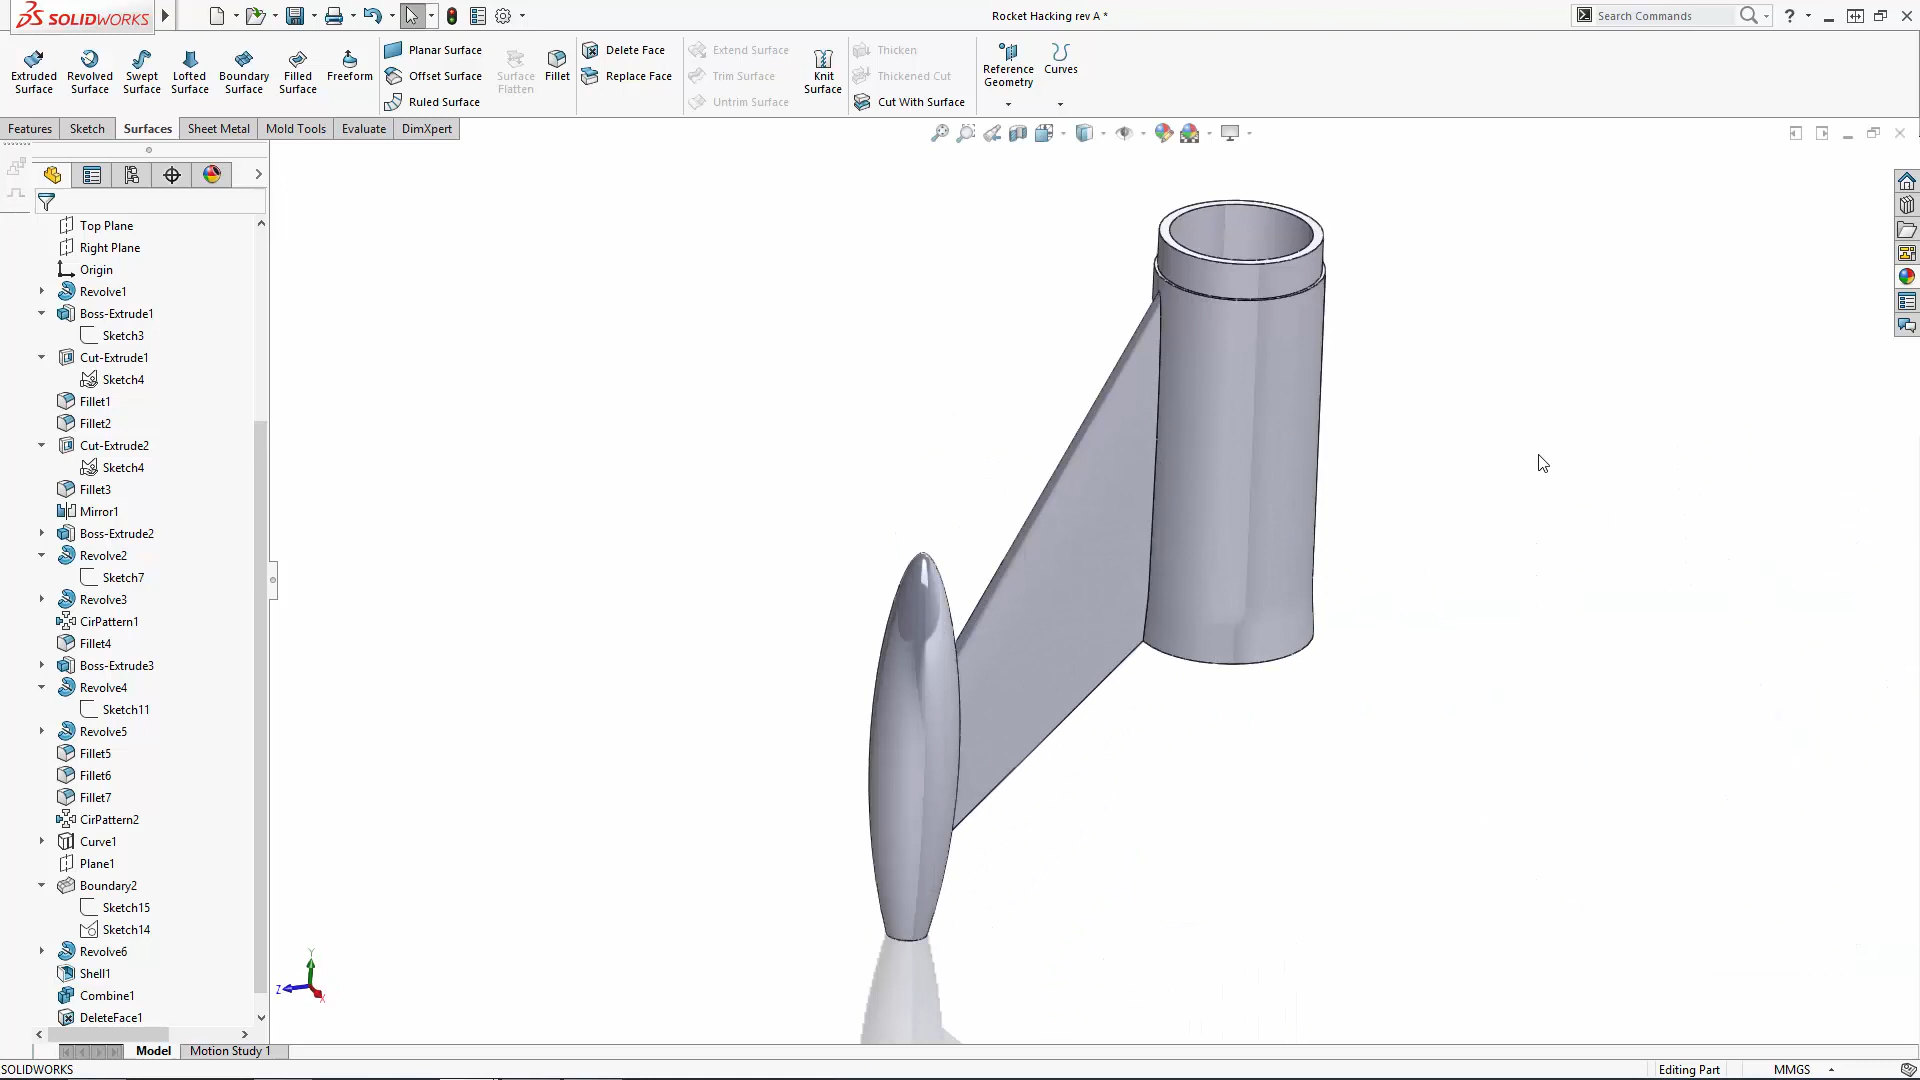 SOLIDWORKS
Rocket Hacking rev A *
Search Commands
Extruded Surface
Revolved Surface
Swept Surface
Lofted Surface
Boundary Surface
Filled Surface
Freeform
Planar Surface
Offset Surface
Ruled Surface
Surface Flatten
Fillet
Delete Face
Replace Face
Extend Surface
Trim Surface
Untrim Surface
Knit Surface
Thicken
Thickened Cut
Cut With Surface
Reference Geometry
Curves
Features
Sketch
Surfaces
Sheet Metal
Mold Tools
Evaluate
DimXpert
Top Plane
Right Plane
Origin
Revolve1
Boss-Extrude1
Sketch3
Cut-Extrude1
Sketch4
Fillet1
Fillet2
Cut-Extrude2
Sketch4
Fillet3
Mirror1
Boss-Extrude2
Revolve2
Sketch7
Revolve3
CirPattern1
Fillet4
Boss-Extrude3
Revolve4
Sketch11
Revolve5
Fillet5
Fillet6
Fillet7
CirPattern2
Curve1
Plane1
Boundary2
Sketch15
Sketch14
Revolve6
Shell1
Combine1
DeleteFace1
Y
Z
X
Model
Motion Study 1
SOLIDWORKS
Editing Part
MMGS